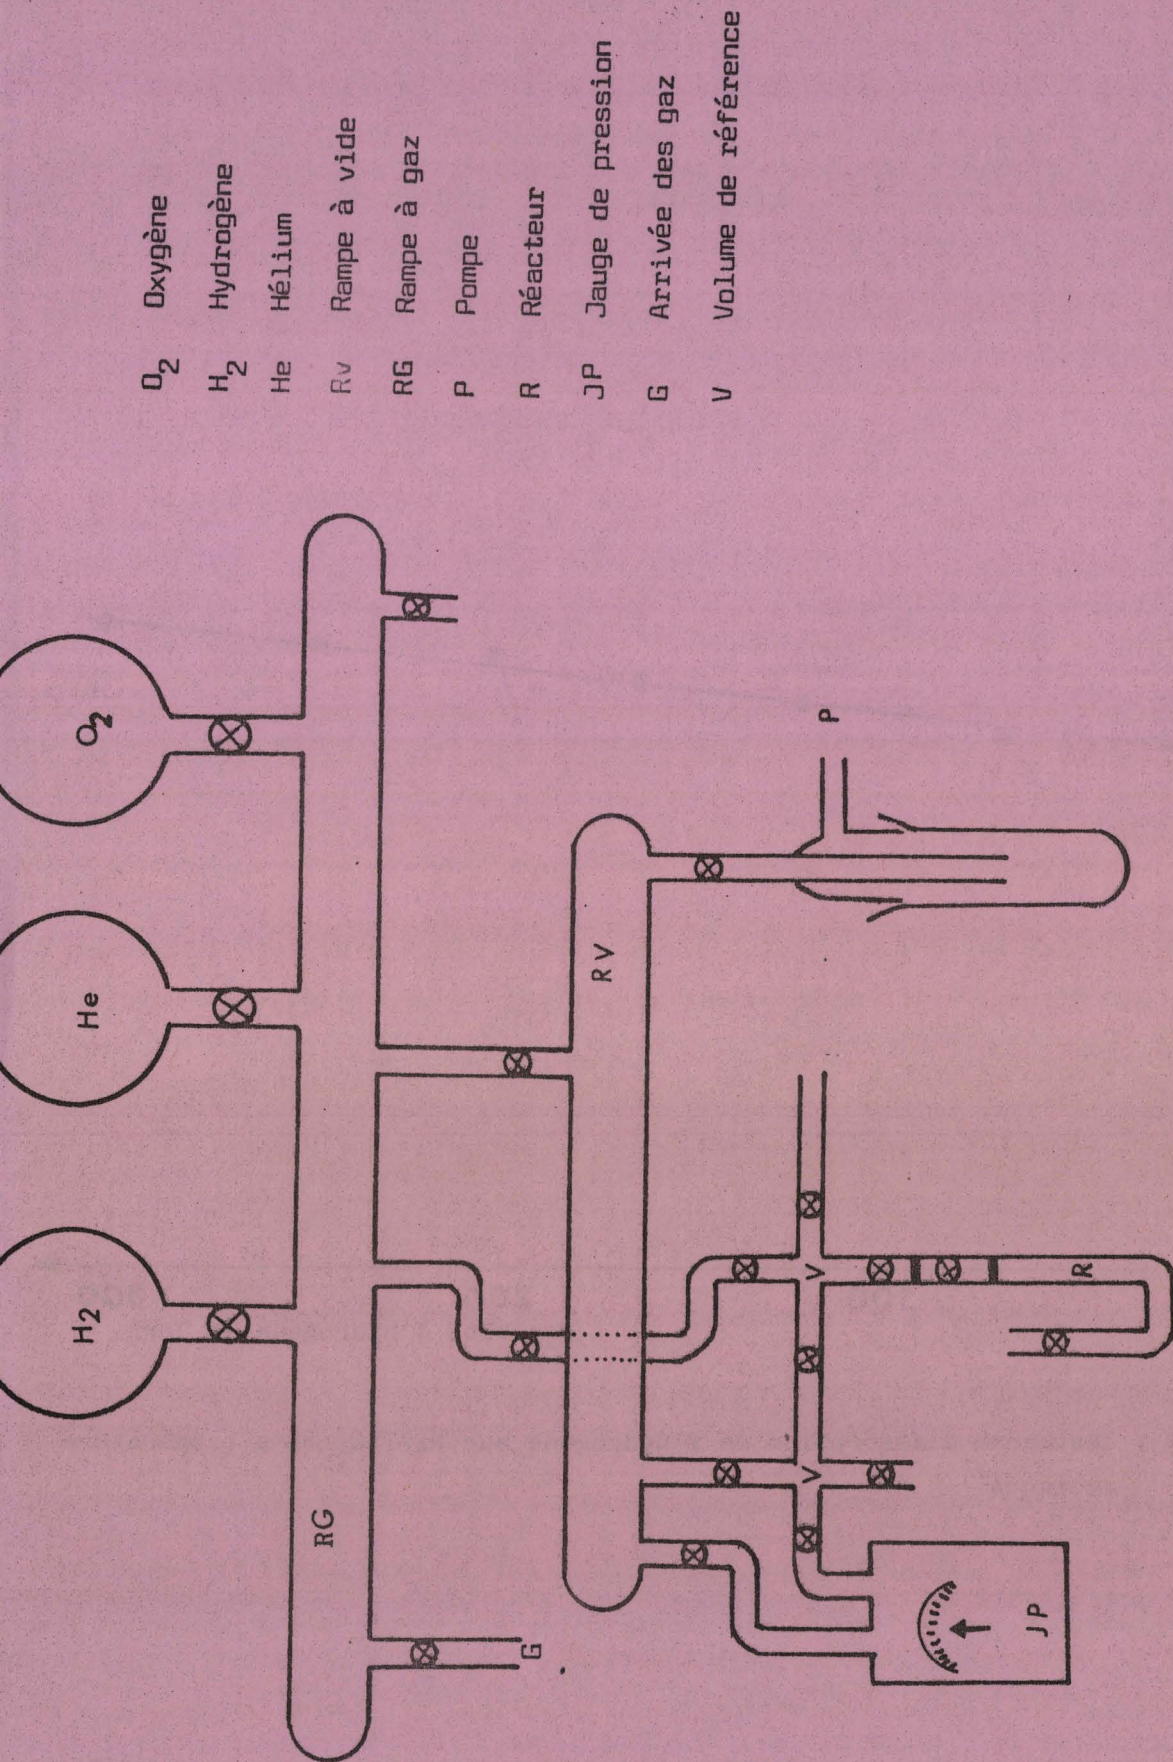 O₂ Oxygène
H₂ Hydrogène
He Hélium
Rv Rampe à vide
RG Rampe à gaz
P Pompe
R Réacteur
JP Jauge de pression
G Arrivée des gaz
V Volume de référence
H₂
He
O₂
RG
RV
G
P
V
V
R
JP